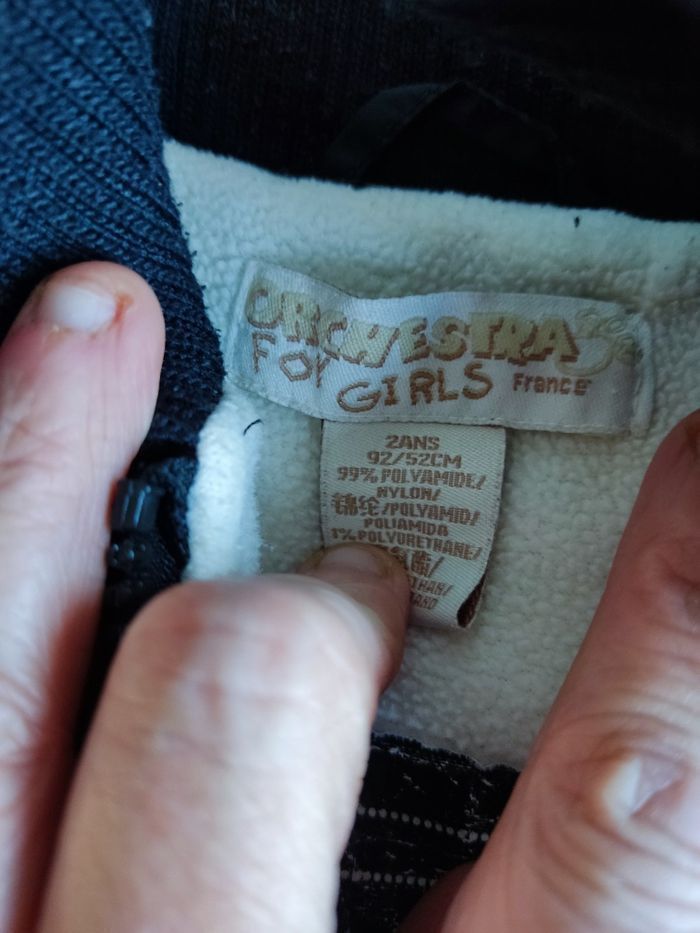 ORCHESTRA
FOR GIRLS France
2ANS
92/52CM
99% POLYAMIDE/
NYLON/
锦纶/POLYAMID/
POLIAMIDA
1% POLYURETHANE/